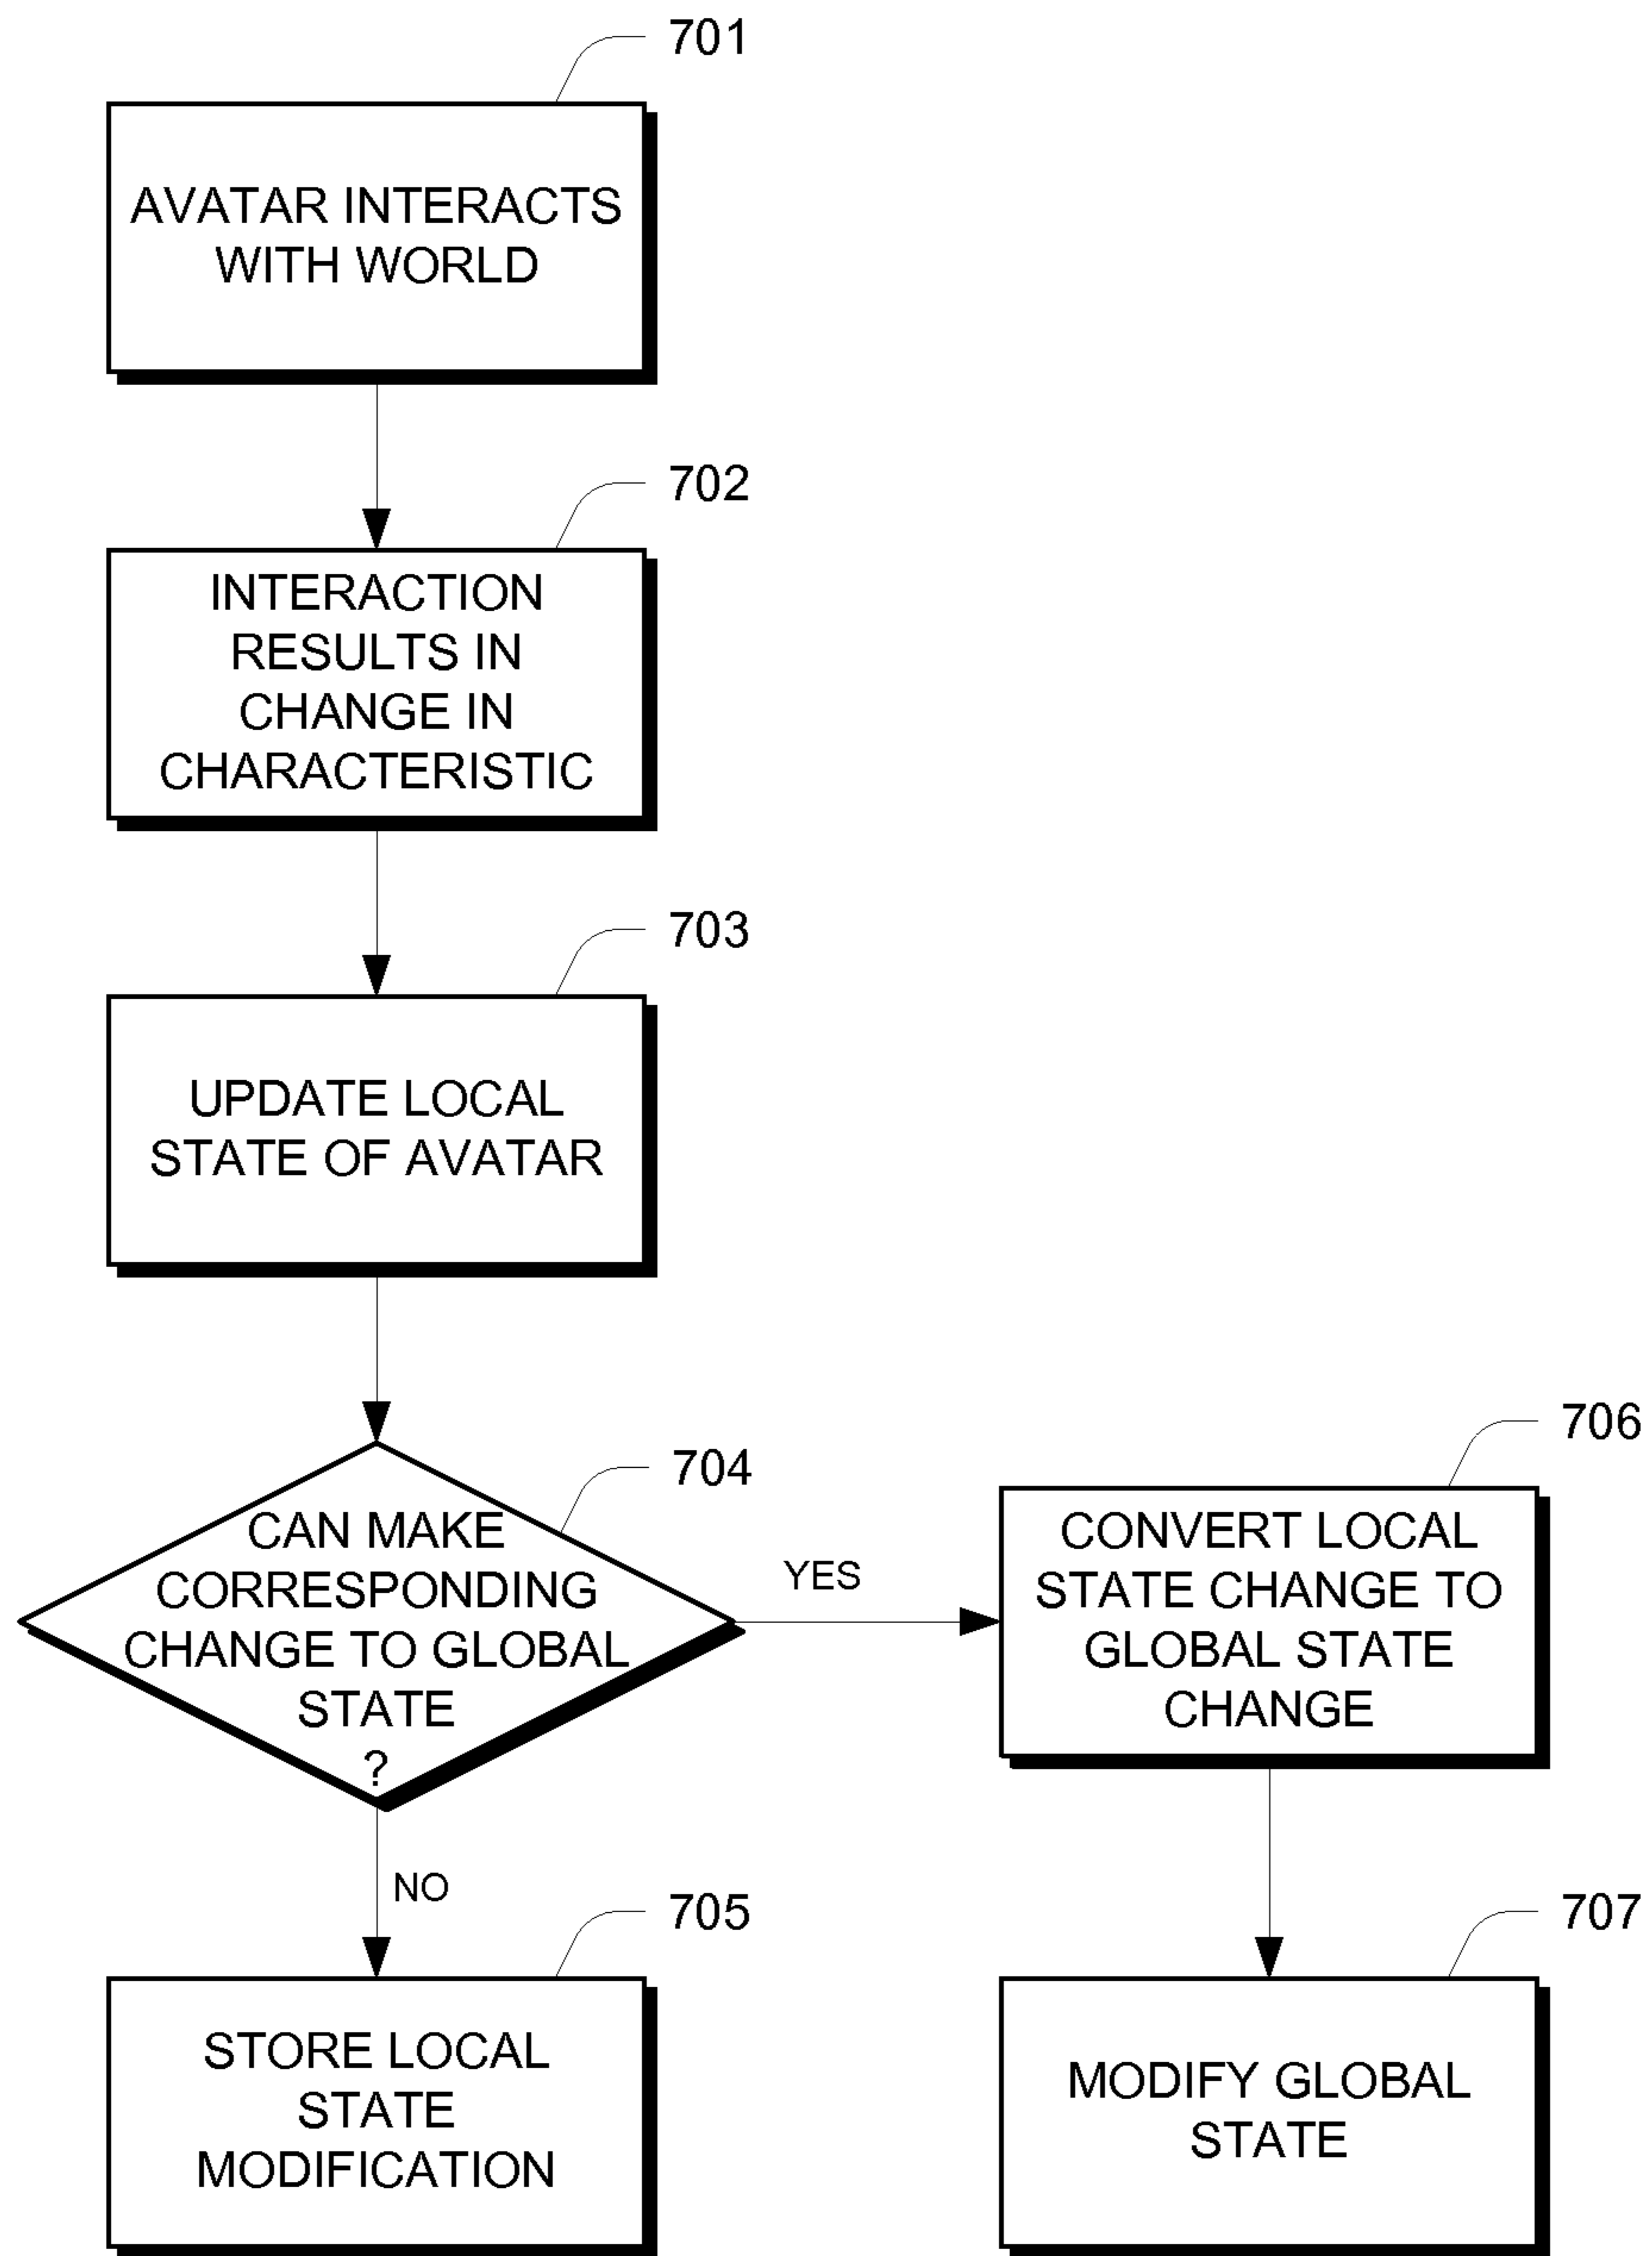 701
AVATAR INTERACTS
WITH WORLD
702
INTERACTION
RESULTS IN
CHANGE IN
CHARACTERISTIC
703
UPDATE LOCAL
STATE OF AVATAR
704
CAN MAKE
CORRESPONDING
CHANGE TO GLOBAL
STATE
?
YES
NO
706
CONVERT LOCAL
STATE CHANGE TO
GLOBAL STATE
CHANGE
705
STORE LOCAL
STATE
MODIFICATION
707
MODIFY GLOBAL
STATE